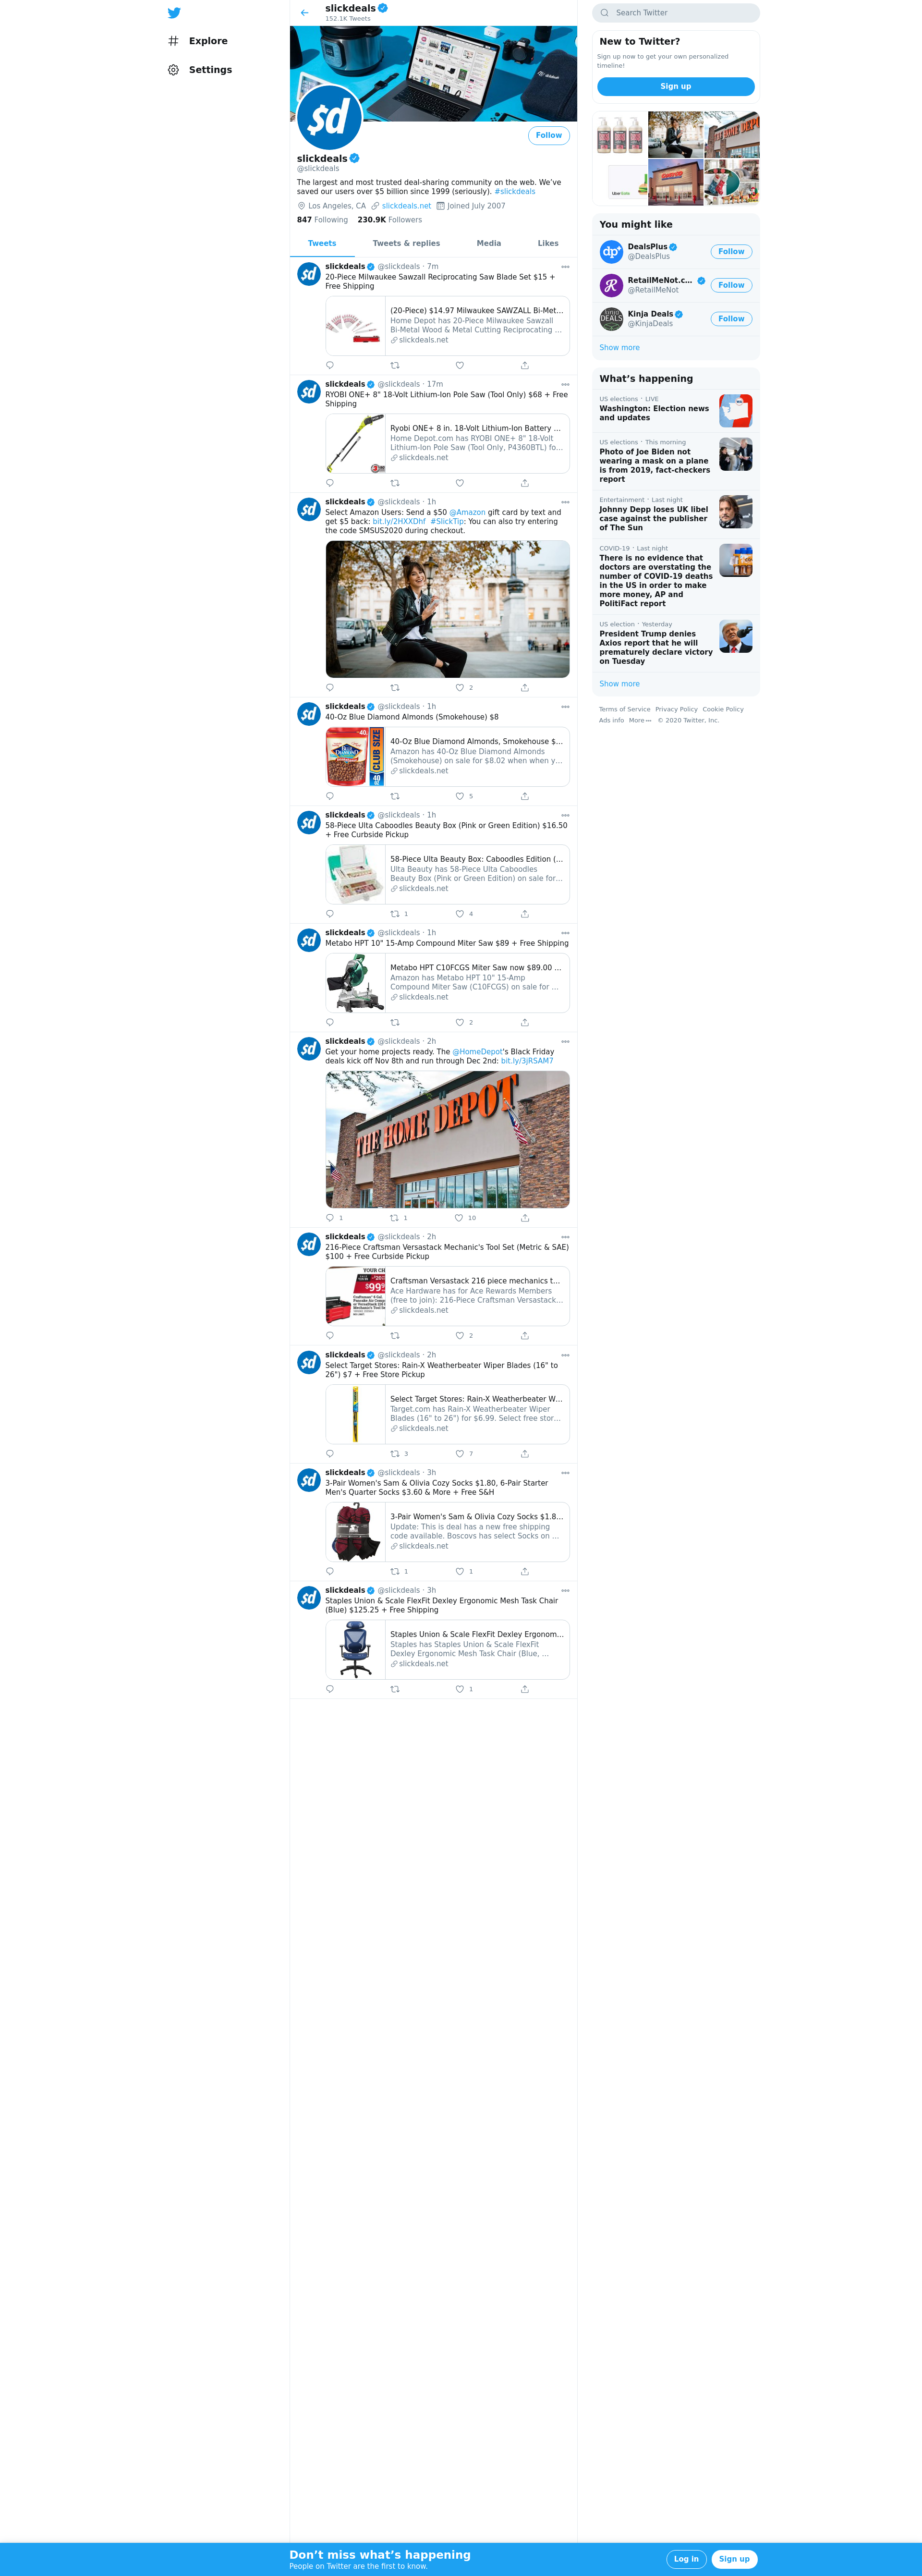 Explore
Settings
slickdeals
152.1K Tweets
Follow
slickdeals
@slickdeals
The largest and most trusted deal-sharing community on the web. We’ve
saved our users over $5 billion since 1999 (seriously). #slickdeals
Los Angeles, CA slickdeals.net Joined July 2007
847 Following 230.9K Followers
Tweets Tweets & replies Media Likes
slickdeals @slickdeals · 7m
20-Piece Milwaukee Sawzall Reciprocating Saw Blade Set $15 +
Free Shipping
(20-Piece) $14.97 Milwaukee SAWZALL Bi-Met...
Home Depot has 20-Piece Milwaukee Sawzall
Bi-Metal Wood & Metal Cutting Reciprocating ...
slickdeals.net
slickdeals @slickdeals · 17m
RYOBI ONE+ 8" 18-Volt Lithium-Ion Pole Saw (Tool Only) $68 + Free
Shipping
Ryobi ONE+ 8 in. 18-Volt Lithium-Ion Battery ...
Home Depot.com has RYOBI ONE+ 8" 18-Volt
Lithium-Ion Pole Saw (Tool Only, P4360BTL) fo...
slickdeals.net
slickdeals @slickdeals · 1h
Select Amazon Users: Send a $50 @Amazon gift card by text and
get $5 back: bit.ly/2HXXDhf #SlickTip: You can also try entering
the code SMSUS2020 during checkout.
2
slickdeals @slickdeals · 1h
40-Oz Blue Diamond Almonds (Smokehouse) $8
40-Oz Blue Diamond Almonds, Smokehouse $...
Amazon has 40-Oz Blue Diamond Almonds
(Smokehouse) on sale for $8.02 when when y...
slickdeals.net
5
slickdeals @slickdeals · 1h
58-Piece Ulta Caboodles Beauty Box (Pink or Green Edition) $16.50
+ Free Curbside Pickup
58-Piece Ulta Beauty Box: Caboodles Edition (...
Ulta Beauty has 58-Piece Ulta Caboodles
Beauty Box (Pink or Green Edition) on sale for...
slickdeals.net
1 4
slickdeals @slickdeals · 1h
Metabo HPT 10" 15-Amp Compound Miter Saw $89 + Free Shipping
Metabo HPT C10FCGS Miter Saw now $89.00 ...
Amazon has Metabo HPT 10" 15-Amp
Compound Miter Saw (C10FCGS) on sale for ...
slickdeals.net
2
slickdeals @slickdeals · 2h
Get your home projects ready. The @HomeDepot's Black Friday
deals kick off Nov 8th and run through Dec 2nd: bit.ly/3jRSAM7
THE HOME DEPOT
1 1 10
slickdeals @slickdeals · 2h
216-Piece Craftsman Versastack Mechanic's Tool Set (Metric & SAE)
$100 + Free Curbside Pickup
Craftsman Versastack 216 piece mechanics t...
Ace Hardware has for Ace Rewards Members
(free to join): 216-Piece Craftsman Versastack...
slickdeals.net
2
slickdeals @slickdeals · 2h
Select Target Stores: Rain-X Weatherbeater Wiper Blades (16" to
26") $7 + Free Store Pickup
Select Target Stores: Rain-X Weatherbeater W...
Target.com has Rain-X Weatherbeater Wiper
Blades (16" to 26") for $6.99. Select free stor...
slickdeals.net
3 7
slickdeals @slickdeals · 3h
3-Pair Women's Sam & Olivia Cozy Socks $1.80, 6-Pair Starter
Men's Quarter Socks $3.60 & More + Free S&H
3-Pair Women's Sam & Olivia Cozy Socks $1.8...
Update: This is deal has a new free shipping
code available. Boscovs has select Socks on ...
slickdeals.net
1 1
slickdeals @slickdeals · 3h
Staples Union & Scale FlexFit Dexley Ergonomic Mesh Task Chair
(Blue) $125.25 + Free Shipping
Staples Union & Scale FlexFit Dexley Ergonom...
Staples has Staples Union & Scale FlexFit
Dexley Ergonomic Mesh Task Chair (Blue, ...
slickdeals.net
1
Search Twitter
New to Twitter?
Sign up now to get your own personalized
timeline!
Sign up
You might like
DealsPlus
@DealsPlus
Follow
RetailMeNot.c...
@RetailMeNot
Follow
Kinja Deals
@KinjaDeals
Follow
Show more
What’s happening
US elections · LIVE
Washington: Election news
and updates
US elections · This morning
Photo of Joe Biden not
wearing a mask on a plane
is from 2019, fact-checkers
report
Entertainment · Last night
Johnny Depp loses UK libel
case against the publisher
of The Sun
COVID-19 · Last night
There is no evidence that
doctors are overstating the
number of COVID-19 deaths
in the US in order to make
more money, AP and
PolitiFact report
US election · Yesterday
President Trump denies
Axios report that he will
prematurely declare victory
on Tuesday
Show more
Terms of Service Privacy Policy Cookie Policy
Ads info More © 2020 Twitter, Inc.
Don’t miss what’s happening
People on Twitter are the first to know.
Log in Sign up